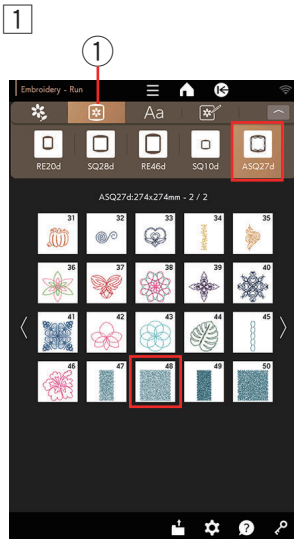 1
1
Embroidery - Run
Aa
RE20d SQ28d RE46d SQ10d ASQ27d
ASQ27d:274x274mm - 2 / 2
31 32 33 34 35
36 37 38 39 40
41 42 43 44 45
46 47 48 49 50
?